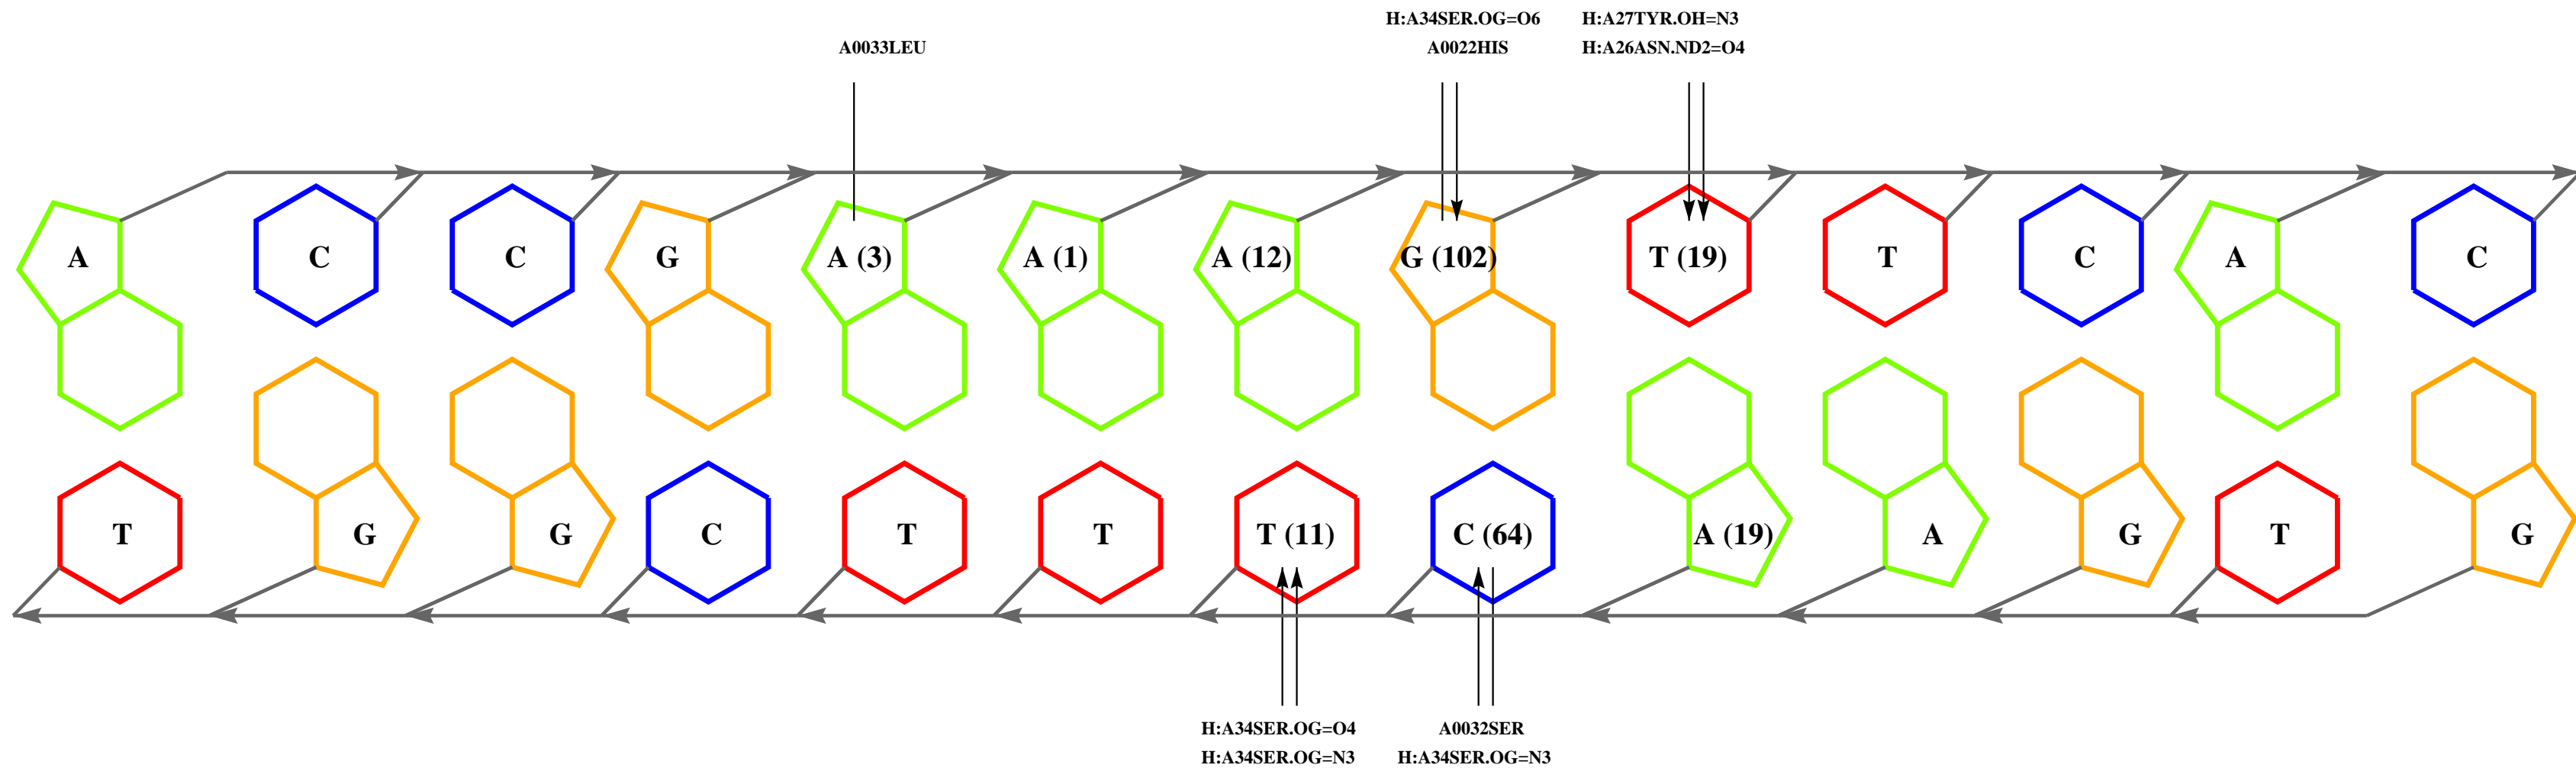 H:A34SER.OG=O6 H:A27TYR.OH=N3
A0033LEU A0022HIS H:A26ASN.ND2=O4
A C C G A (3) A (1) A (12) G (102) T (19) T C A C
T G G C T T T (11) C (64) A (19) A G T G
H:A34SER.OG=O4 A0032SER
H:A34SER.OG=N3 H:A34SER.OG=N3